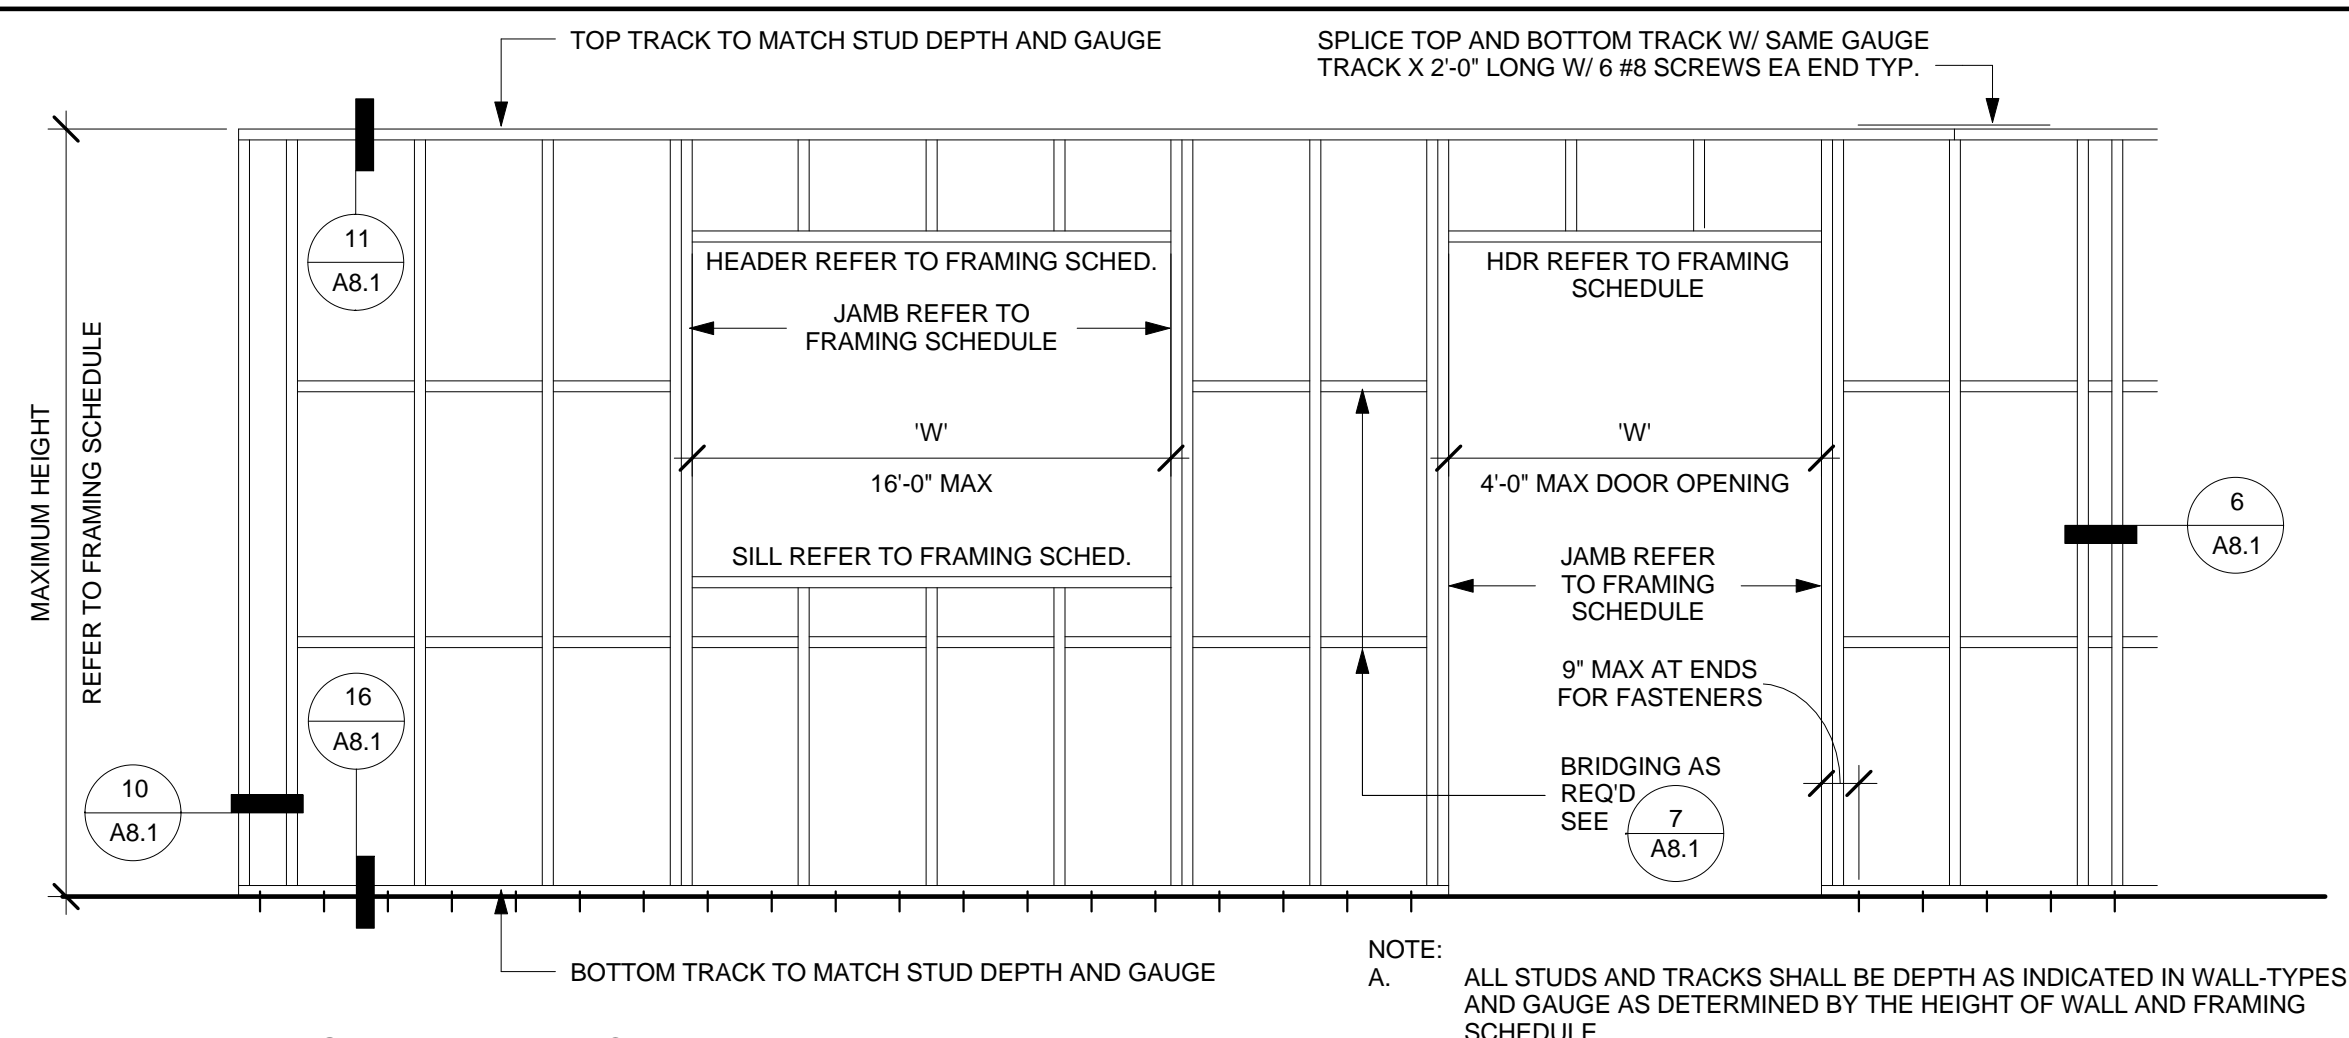 TOP TRACK TO MATCH STUD DEPTH AND GAUGE
SPLICE TOP AND BOTTOM TRACK W/ SAME GAUGE
TRACK X 2'-0" LONG W/ 6 #8 SCREWS EA END TYP.
MAXIMUM HEIGHT
REFER TO FRAMING SCHEDULE
11
A8.1
HEADER REFER TO FRAMING SCHED.
JAMB REFER TO
FRAMING SCHEDULE
'W'
16'-0" MAX
SILL REFER TO FRAMING SCHED.
HDR REFER TO FRAMING
SCHEDULE
'W'
4'-0" MAX DOOR OPENING
JAMB REFER
TO FRAMING
SCHEDULE
6
A8.1
9" MAX AT ENDS
FOR FASTENERS
BRIDGING AS
REQ'D
SEE
7
A8.1
16
A8.1
10
A8.1
BOTTOM TRACK TO MATCH STUD DEPTH AND GAUGE
NOTE:
A. ALL STUDS AND TRACKS SHALL BE DEPTH AS INDICATED IN WALL-TYPES
AND GAUGE AS DETERMINED BY THE HEIGHT OF WALL AND FRAMING
SCHEDULE